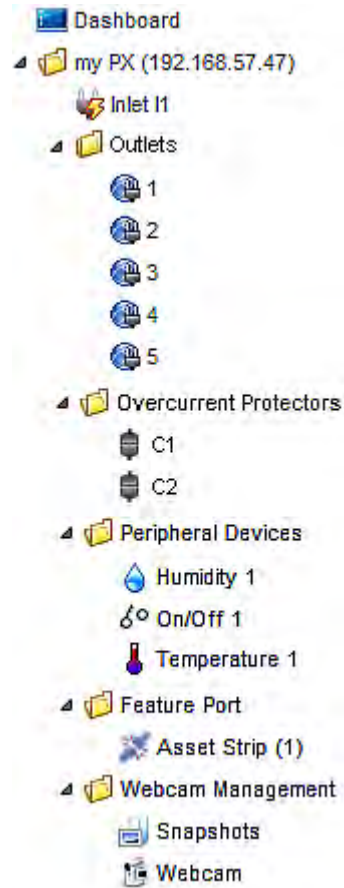 Dashboard
my PX (192.168.57.47)
Inlet I1
Outlets
1
2
3
4
5
Overcurrent Protectors
C1
C2
Peripheral Devices
Humidity 1
On/Off 1
Temperature 1
Feature Port
Asset Strip (1)
Webcam Management
Snapshots
Webcam